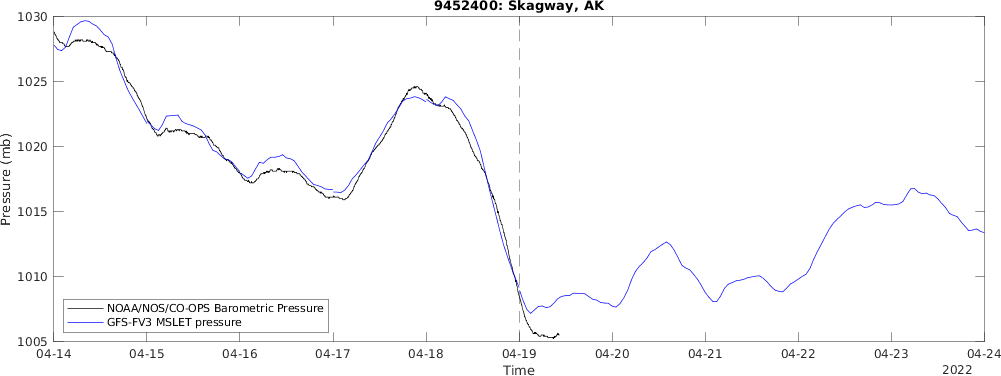 9452400: Skagway, AK
Pressure (mb)
1030
1025
1020
1015
1010
1005
NOAA/NOS/CO-OPS Barometric Pressure
GFS-FV3 MSLET pressure
04-14 04-15 04-16 04-17 04-18 04-19 04-20 04-21 04-22 04-23 04-24
Time
2022